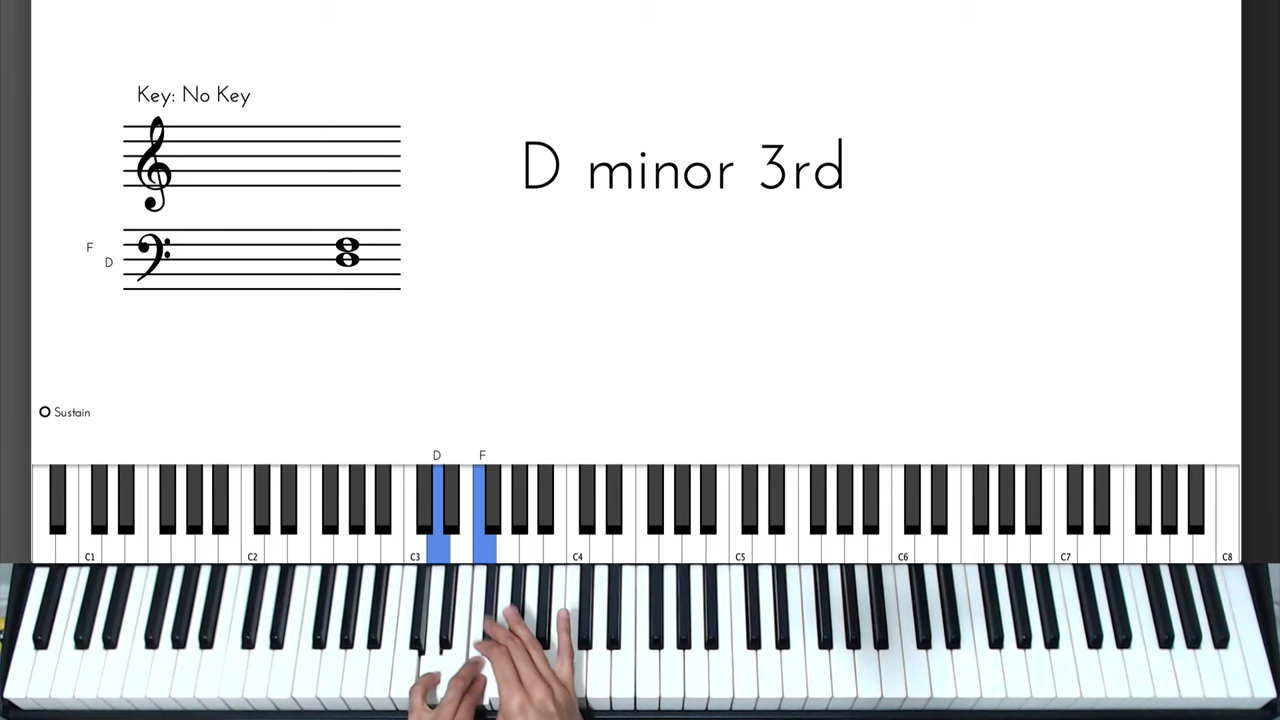 Key: No Key
D minor 3rd
F
D
Sustain
D F
C1 C2 C3 C4 C5 C6 C7 C8